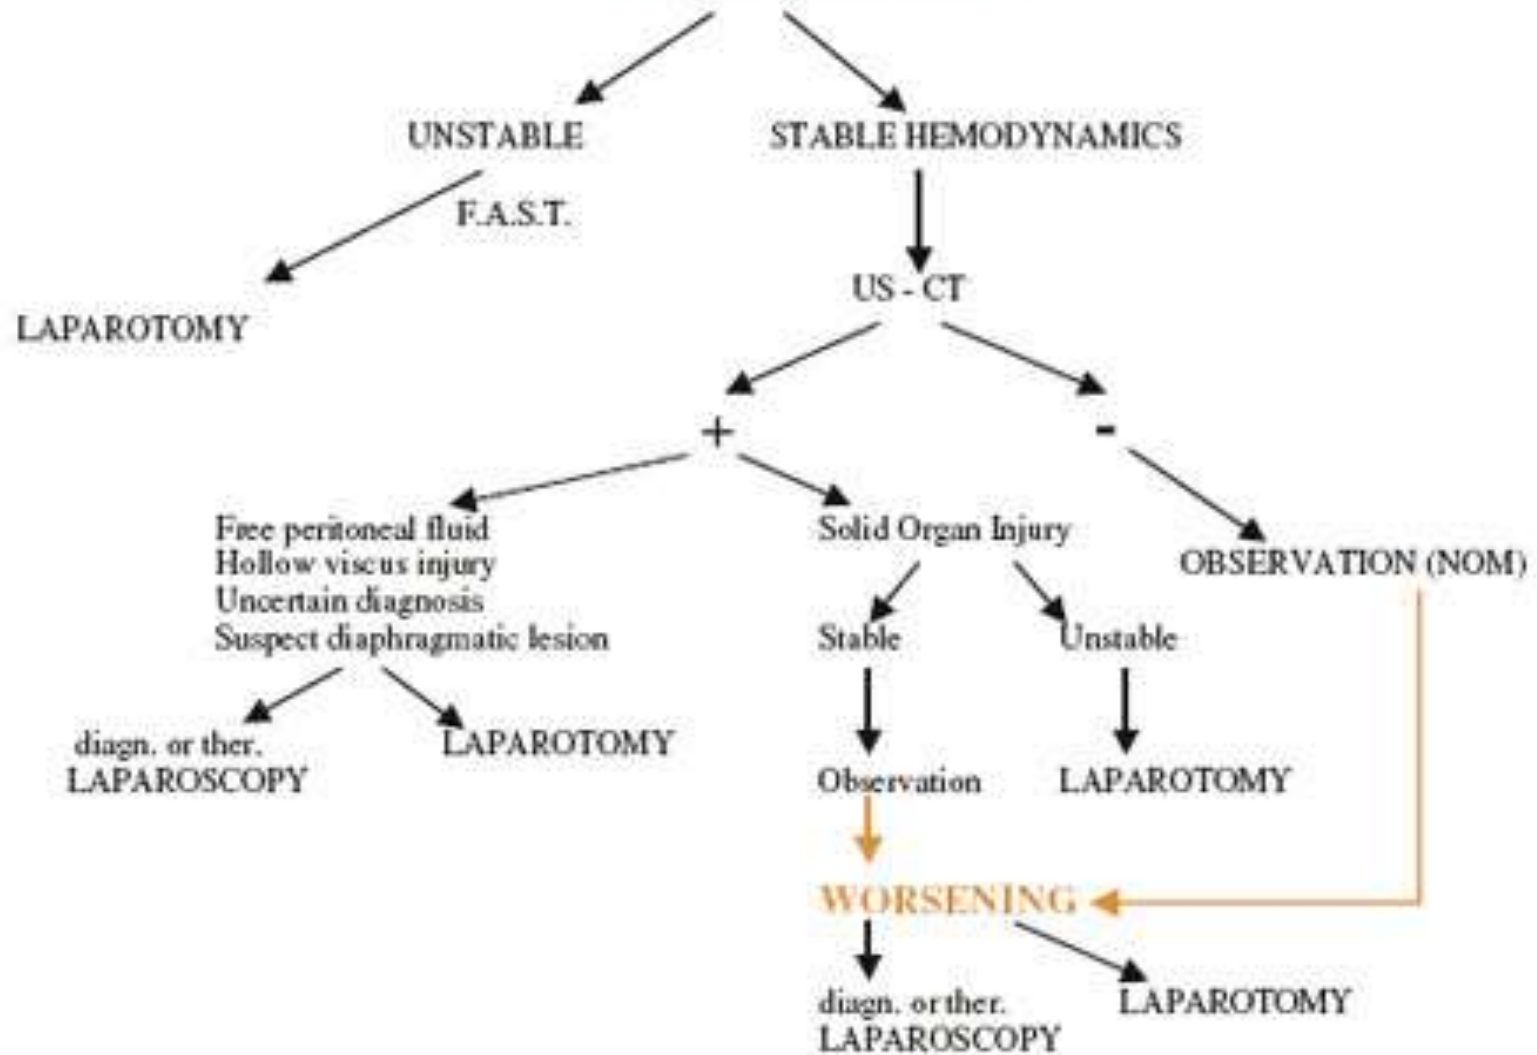 UNSTABLE
STABLE HEMODYNAMICS
F.A.S.T.
US - CT
LAPAROTOMY
+
-
Free peritoneal fluid
Hollow viscus injury
Uncertain diagnosis
Suspect diaphragmatic lesion
Solid Organ Injury
OBSERVATION (NOM)
Stable
Unstable
diagn. or ther.
LAPAROSCOPY
LAPAROTOMY
Observation
LAPAROTOMY
WORSENING
diagn. or ther.
LAPAROSCOPY
LAPAROTOMY